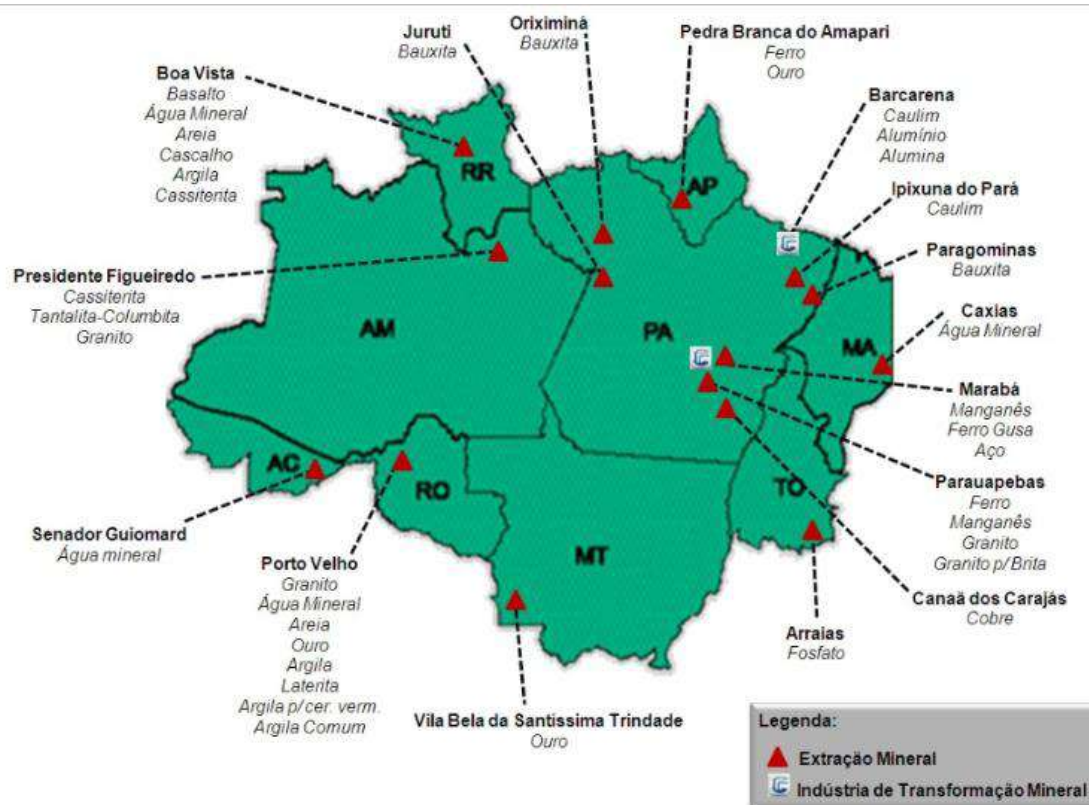 Juruti
Bauxita
Oriximiná
Bauxita
Pedra Branca do Amapari
Ferro
Ouro
Boa Vista
Basalto
Água Mineral
Areia
Cascalho
Argila
Cassiterita
Barcarena
Caulim
Alumínio
Alumina
Ipixuna do Pará
Caulim
Paragominas
Bauxita
Presidente Figueiredo
Cassiterita
Tantalita-Columbita
Granito
Caxias
Água Mineral
RR
AP
AM
PA
MA
AC
RO
TO
MT
Marabá
Manganês
Ferro Gusa
Aço
Parauapebas
Ferro
Manganês
Granito
Granito p/Brita
Senador Guiomard
Água mineral
Porto Velho
Granito
Água Mineral
Areia
Ouro
Argila
Laterita
Argila p/cer. verm.
Argila Comum
Canaã dos Carajás
Cobre
Arraias
Fosfato
Vila Bela da Santissima Trindade
Ouro
Legenda:
Extração Mineral
Indústria de Transformação Mineral